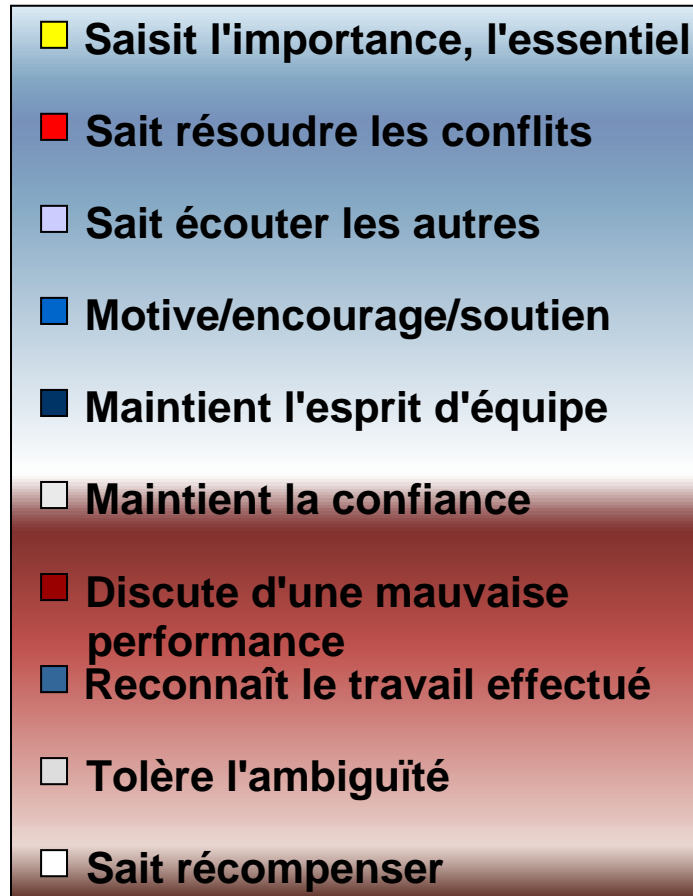 Saisit l'importance, l'essentiel
Sait résoudre les conflits
Sait écouter les autres
Motive/encourage/soutien
Maintient l'esprit d'équipe
Maintient la confiance
Discute d'une mauvaise
performance
Reconnaît le travail effectué
Tolère l'ambiguïté
Sait récompenser